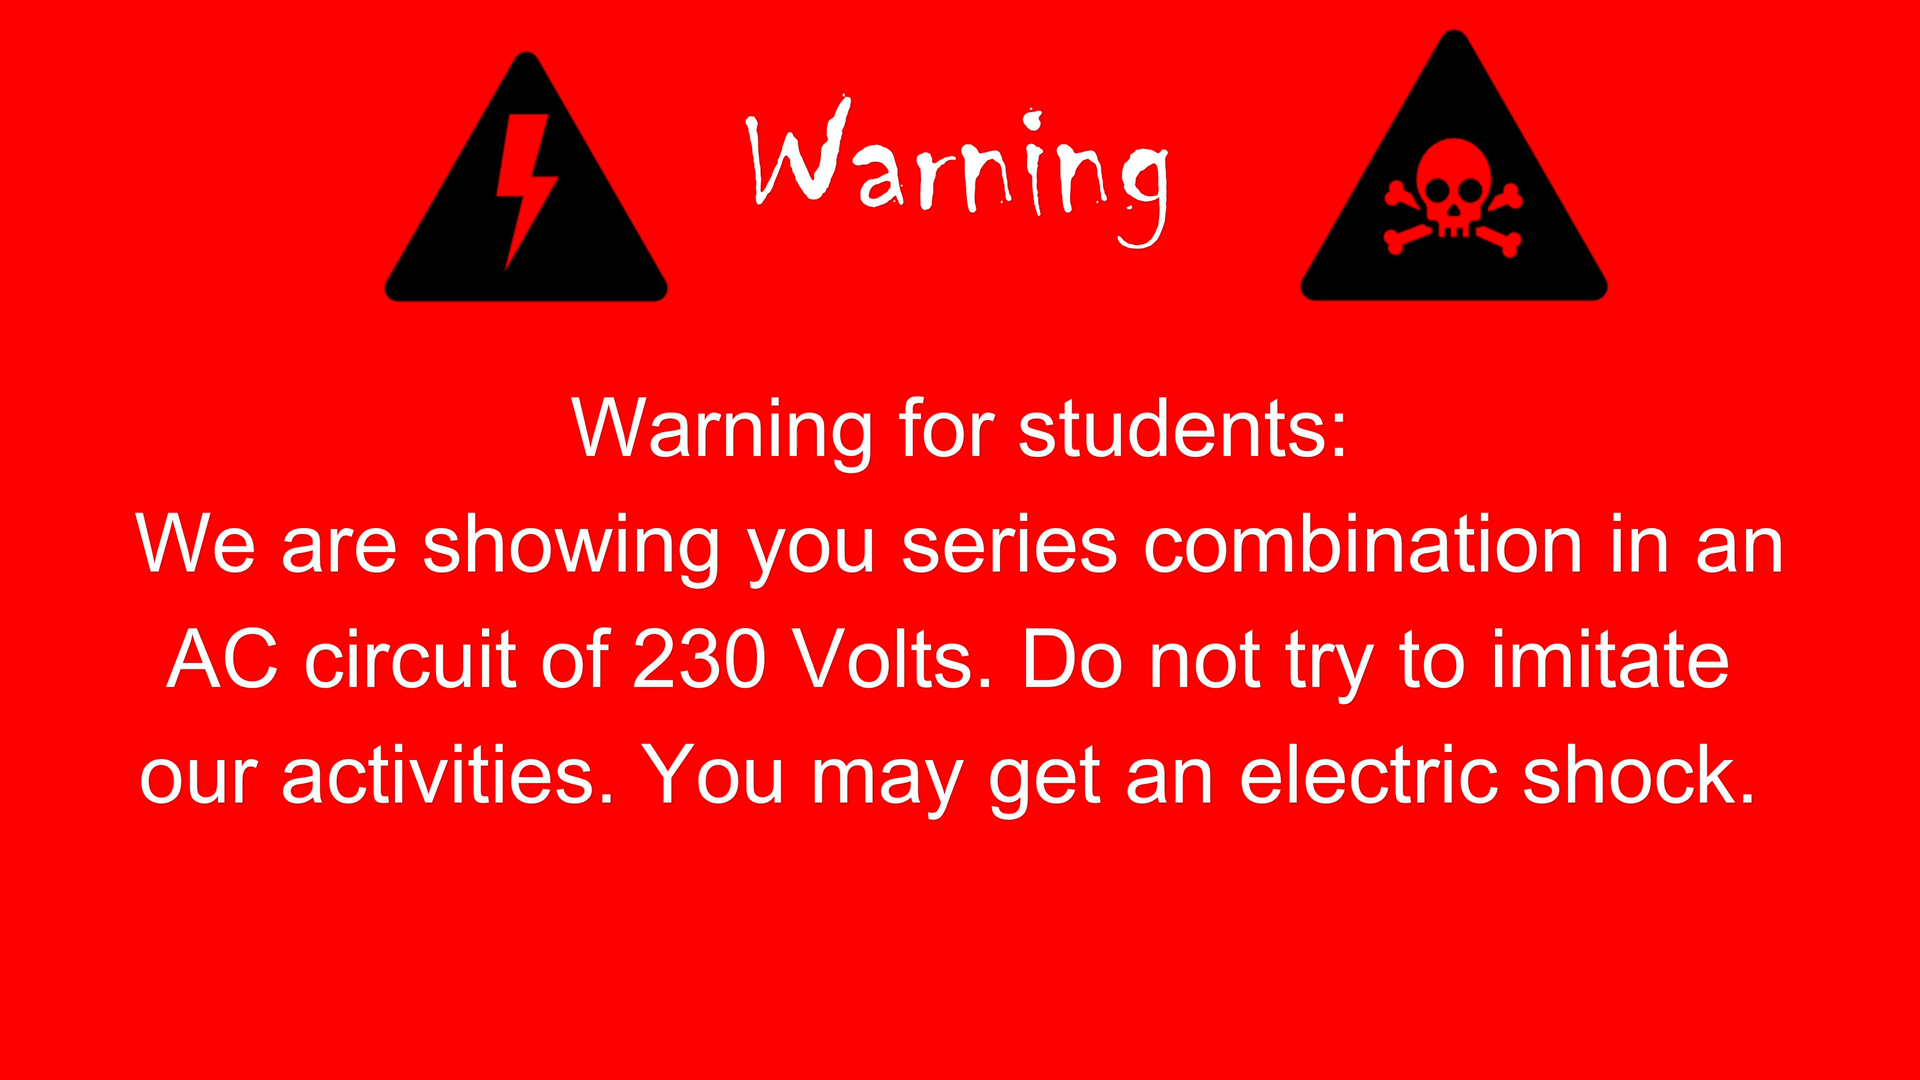 Warning
Warning for students:
We are showing you series combination in an
AC circuit of 230 Volts. Do not try to imitate
our activities. You may get an electric shock.